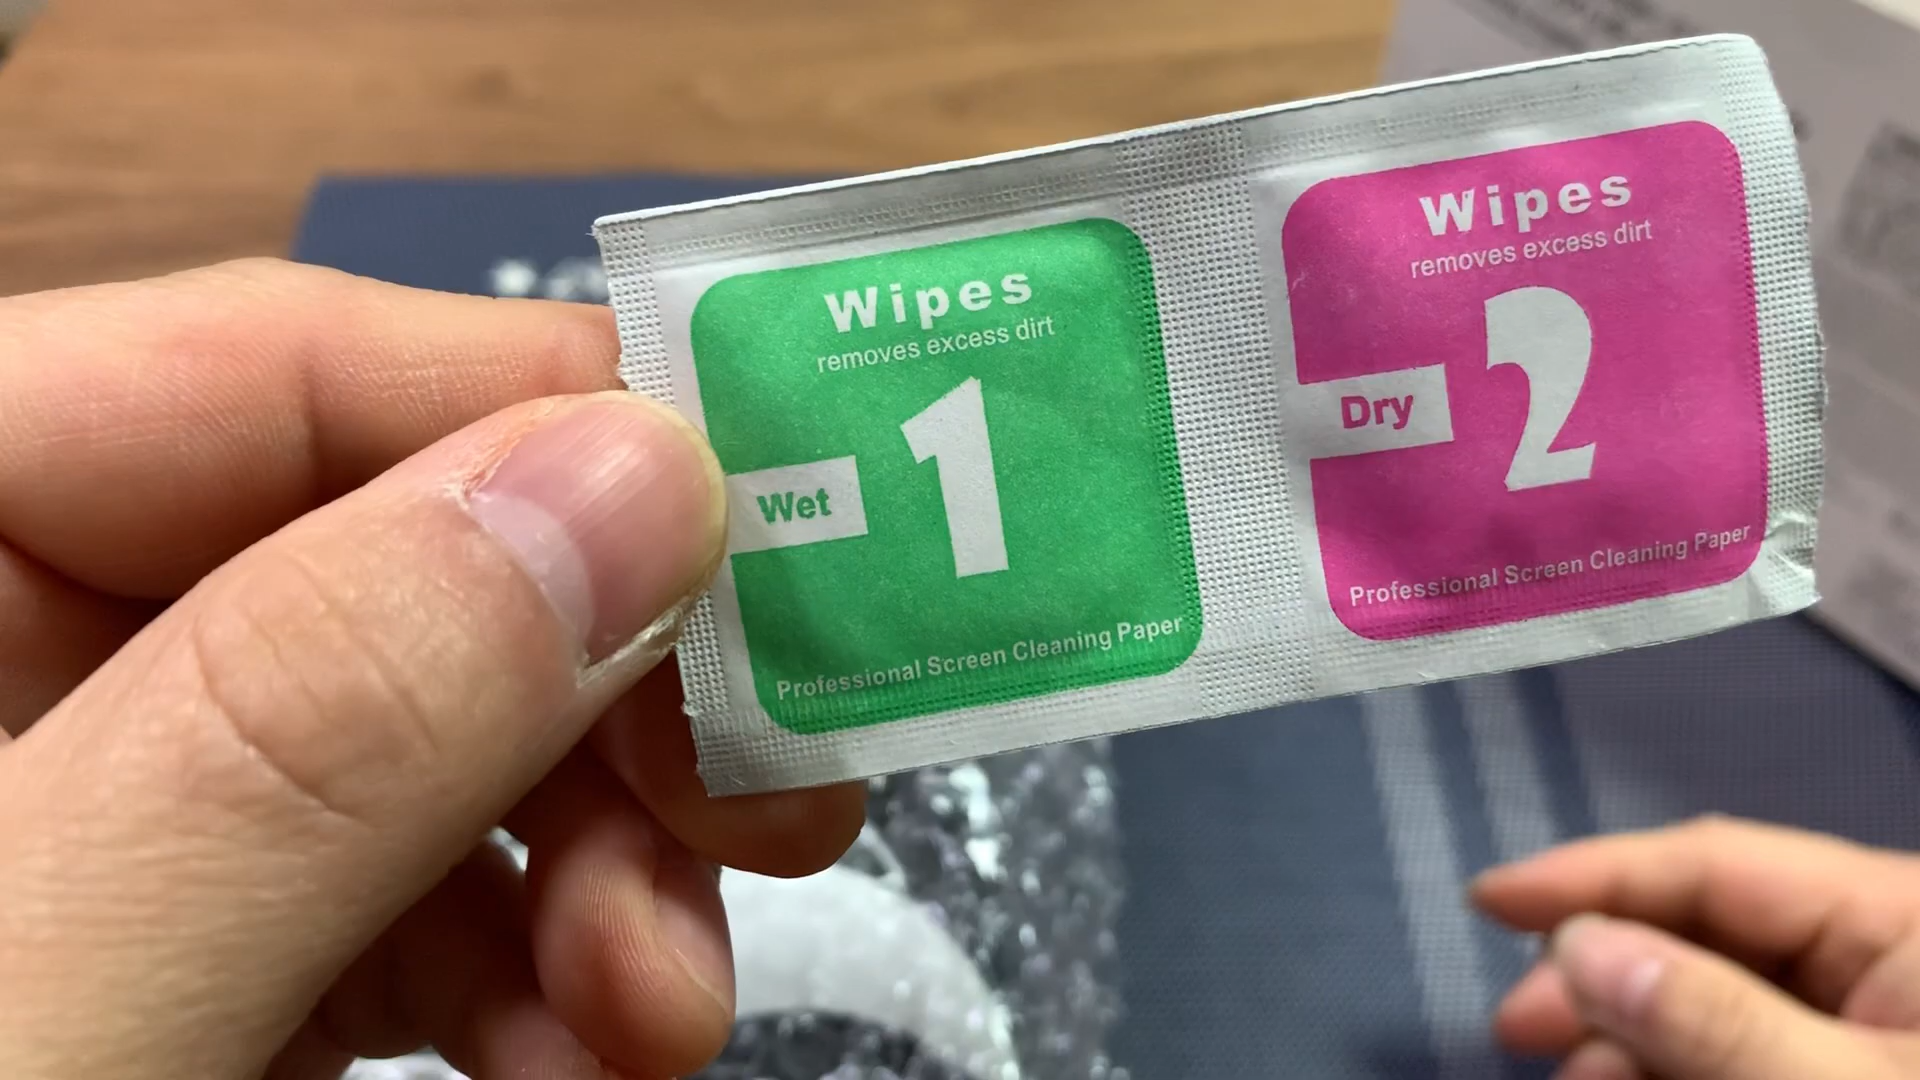 Wipes
removes excess dirt
1
Wet
Professional Screen Cleaning Paper
Wipes
removes excess dirt
2
Dry
Professional Screen Cleaning Paper